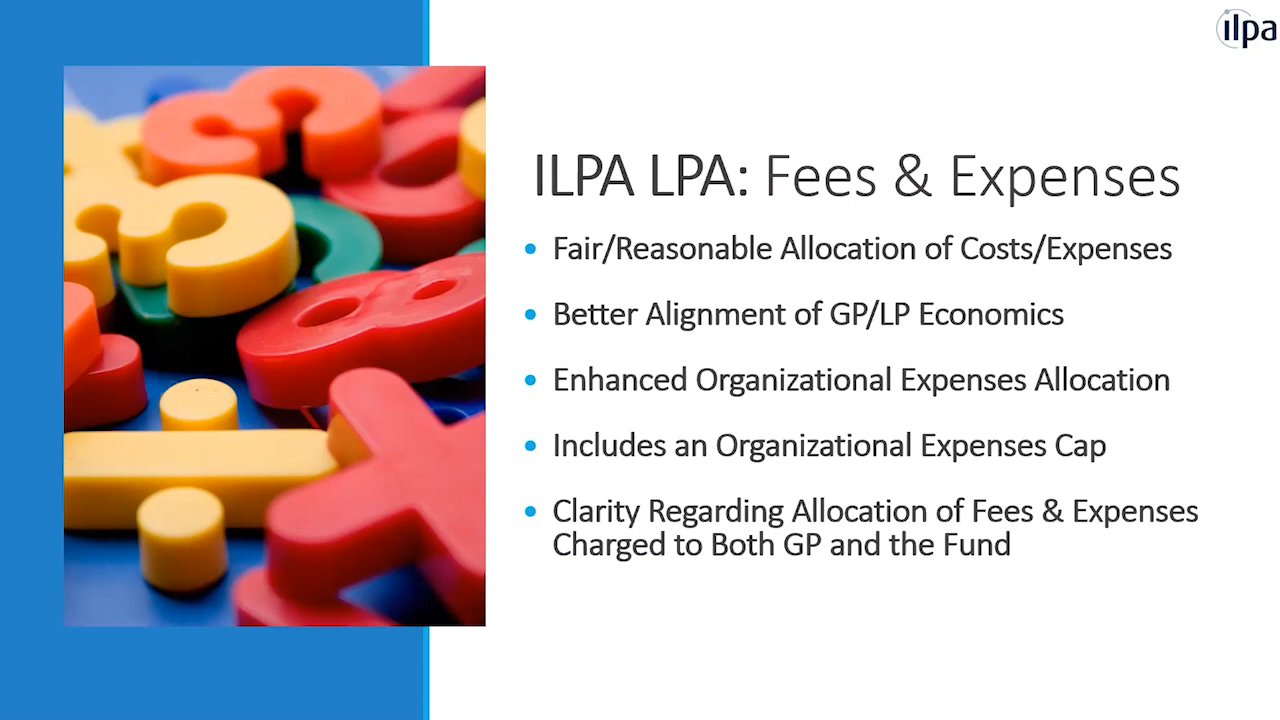 ilpa
ILPA LPA: Fees & Expenses
• Fair/Reasonable Allocation of Costs/Expenses
• Better Alignment of GP/LP Economics
• Enhanced Organizational Expenses Allocation
• Includes an Organizational Expenses Cap
• Clarity Regarding Allocation of Fees & Expenses
Charged to Both GP and the Fund